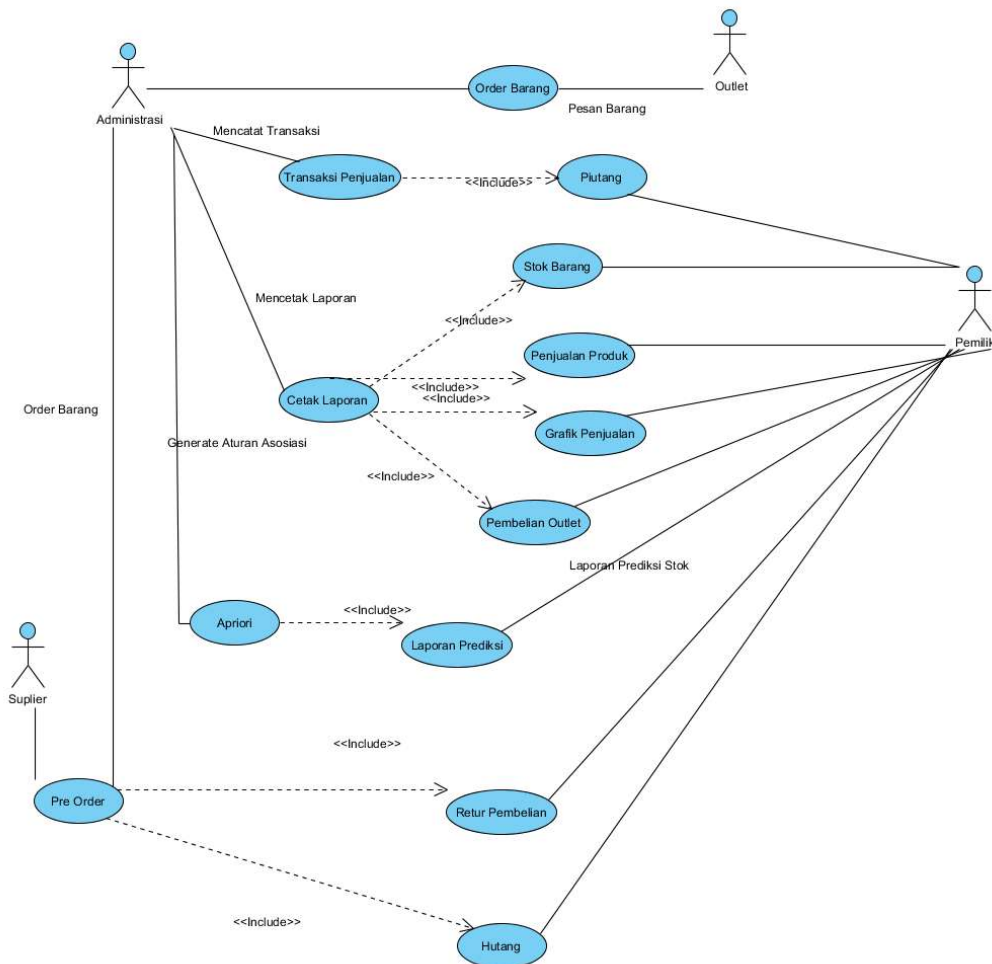 Outlet
Order Barang
Administrasi
Pesan Barang
Mencatat Transaksi
Transaksi Penjualan
<<Include>>
Piutang
Stok Barang
Mencetak Laporan
<<Include>>
Pemilik
Penjualan Produk
<<Include>>
Cetak Laporan
<<Include>>
Order Barang
Grafik Penjualan
Generate Aturan Asosiasi
<<Include>>
Pembelian Outlet
Laporan Prediksi Stok
<<Include>>
Apriori
Laporan Prediksi
Suplier
<<Include>>
Pre Order
Retur Pembelian
<<Include>>
Hutang